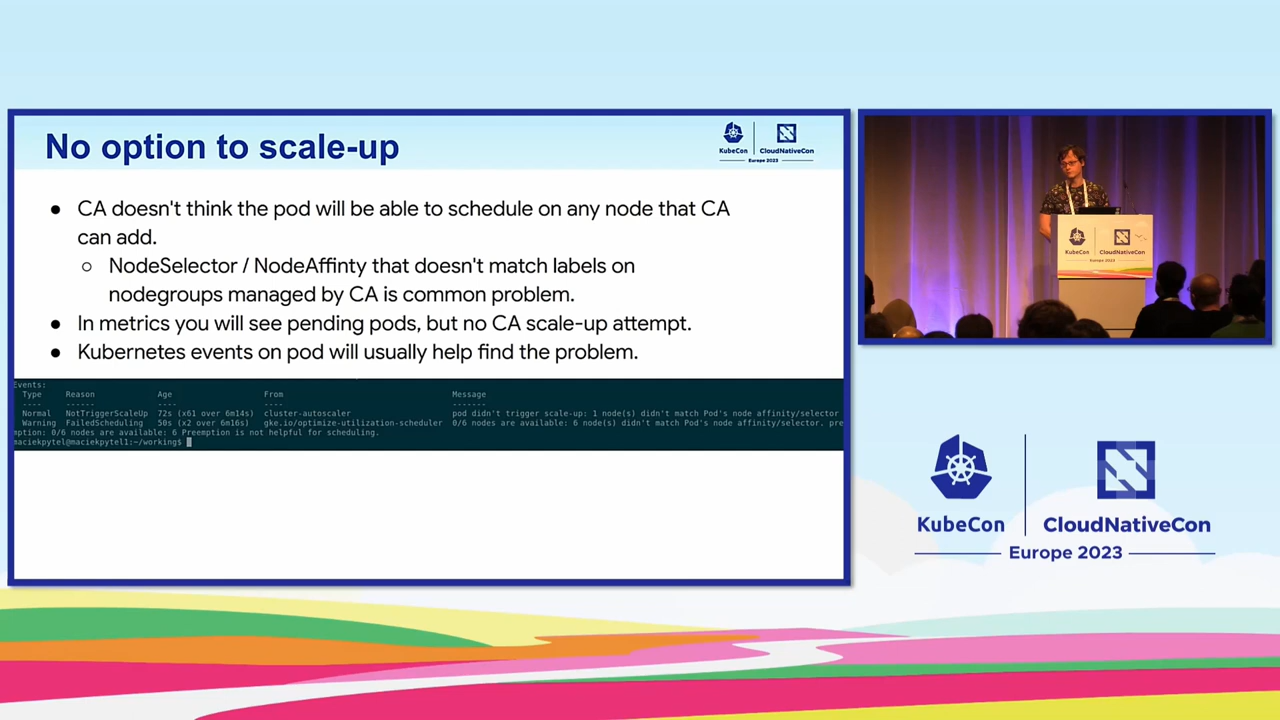 No option to scale-up
KubeCon
CloudNativeCon
Europe 2023
● CA doesn't think the pod will be able to schedule on any node that CA
can add.
○ NodeSelector / NodeAffinty that doesn't match labels on
nodegroups managed by CA is common problem.
● In metrics you will see pending pods, but no CA scale-up attempt.
● Kubernetes events on pod will usually help find the problem.
Events:
Type Reason Age From Message
---- ------ ---- ---- -------
Normal NotTriggerScaleUp 72s (x61 over 6m14s) cluster-autoscaler pod didn't trigger scale-up: 1 node(s) didn't match Pod's node affinity/selector
Warning FailedScheduling 50s (x2 over 6m16s) gke.io/optimize-utilization-scheduler 0/6 nodes are available: 6 node(s) didn't match Pod's node affinity/selector. pre
emption: 0/6 nodes are available: 6 Preemption is not helpful for scheduling.
maciekpytel@maciekpytel1:~/working$
KubeCon
CloudNativeCon
Europe 2023
KubeCon
CloudNativeCon
Europe 2023